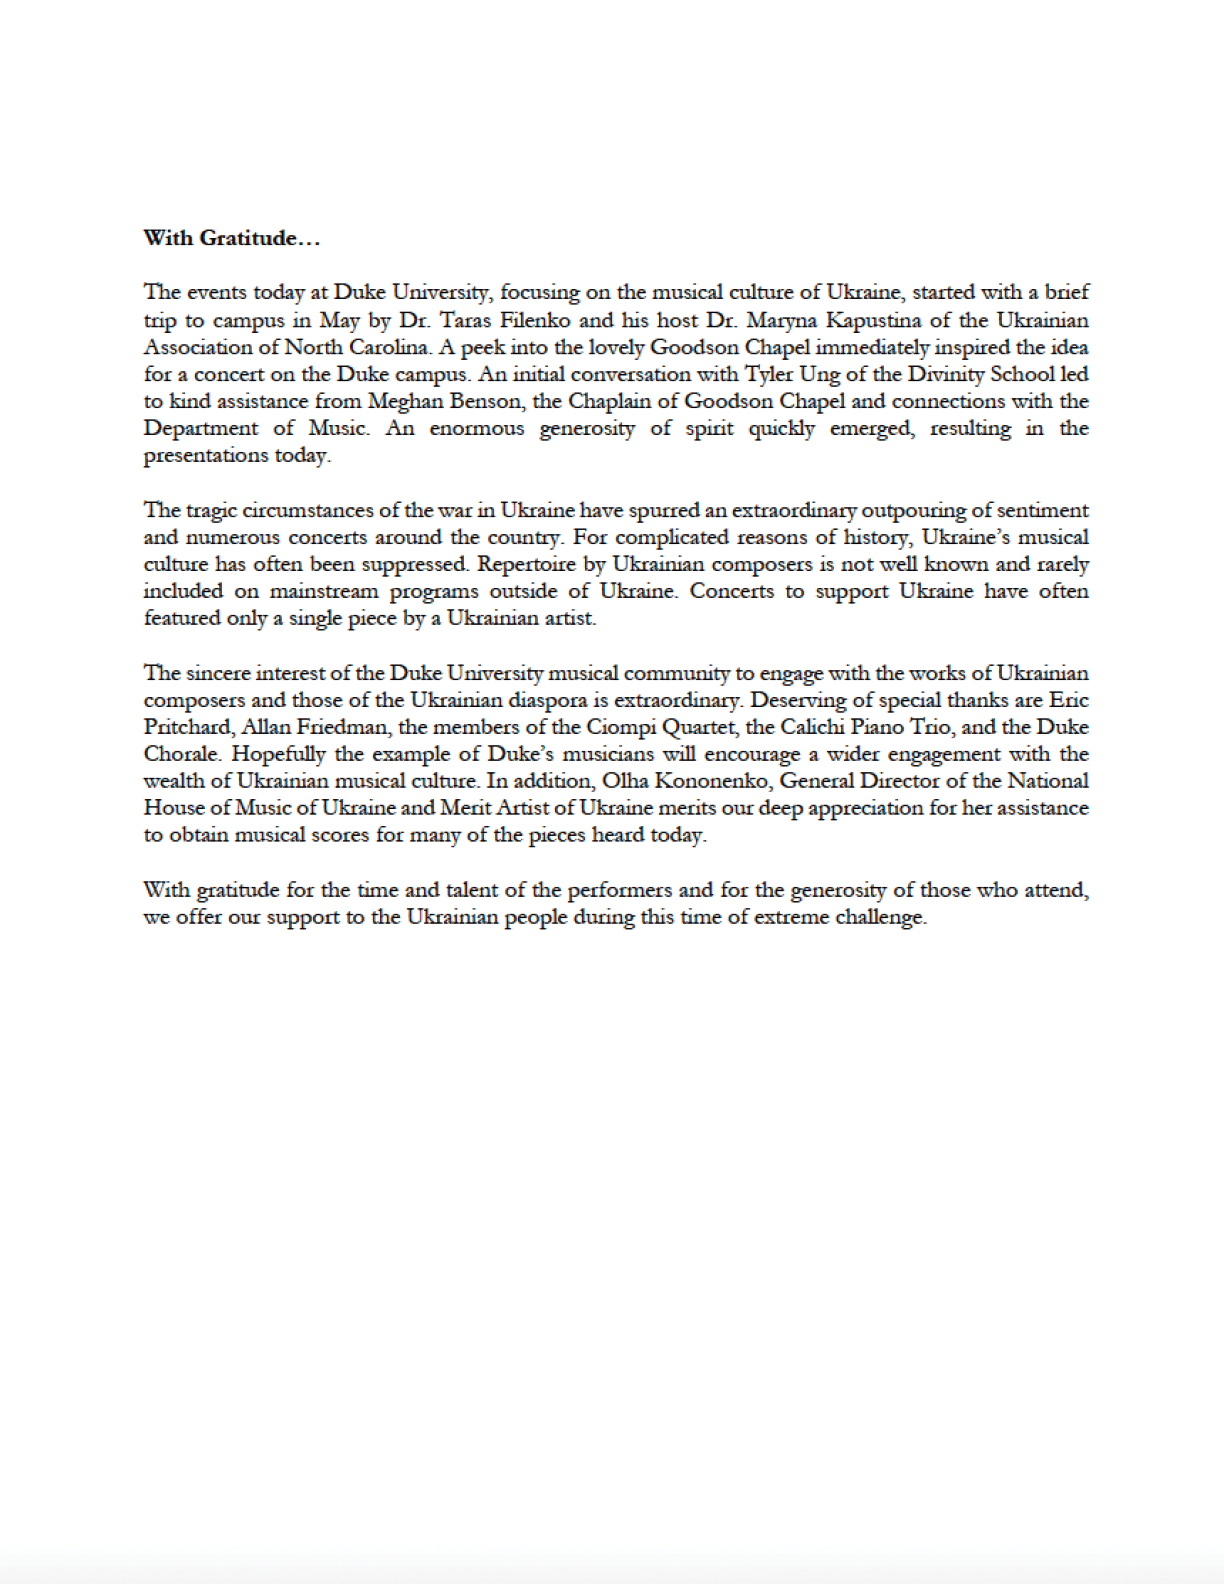 With Gratitude…
The events today at Duke University, focusing on the musical culture of Ukraine, started with a brief
trip to campus in May by Dr. Taras Filenko and his host Dr. Maryna Kapustina of the Ukrainian
Association of North Carolina. A peek into the lovely Goodson Chapel immediately inspired the idea
for a concert on the Duke campus. An initial conversation with Tyler Ung of the Divinity School led
to kind assistance from Meghan Benson, the Chaplain of Goodson Chapel and connections with the
Department of Music. An enormous generosity of spirit quickly emerged, resulting in the
presentations today.
The tragic circumstances of the war in Ukraine have spurred an extraordinary outpouring of sentiment
and numerous concerts around the country. For complicated reasons of history, Ukraine’s musical
culture has often been suppressed. Repertoire by Ukrainian composers is not well known and rarely
included on mainstream programs outside of Ukraine. Concerts to support Ukraine have often
featured only a single piece by a Ukrainian artist.
The sincere interest of the Duke University musical community to engage with the works of Ukrainian
composers and those of the Ukrainian diaspora is extraordinary. Deserving of special thanks are Eric
Pritchard, Allan Friedman, the members of the Ciompi Quartet, the Calichi Piano Trio, and the Duke
Chorale. Hopefully the example of Duke’s musicians will encourage a wider engagement with the
wealth of Ukrainian musical culture. In addition, Olha Kononenko, General Director of the National
House of Music of Ukraine and Merit Artist of Ukraine merits our deep appreciation for her assistance
to obtain musical scores for many of the pieces heard today.
With gratitude for the time and talent of the performers and for the generosity of those who attend,
we offer our support to the Ukrainian people during this time of extreme challenge.